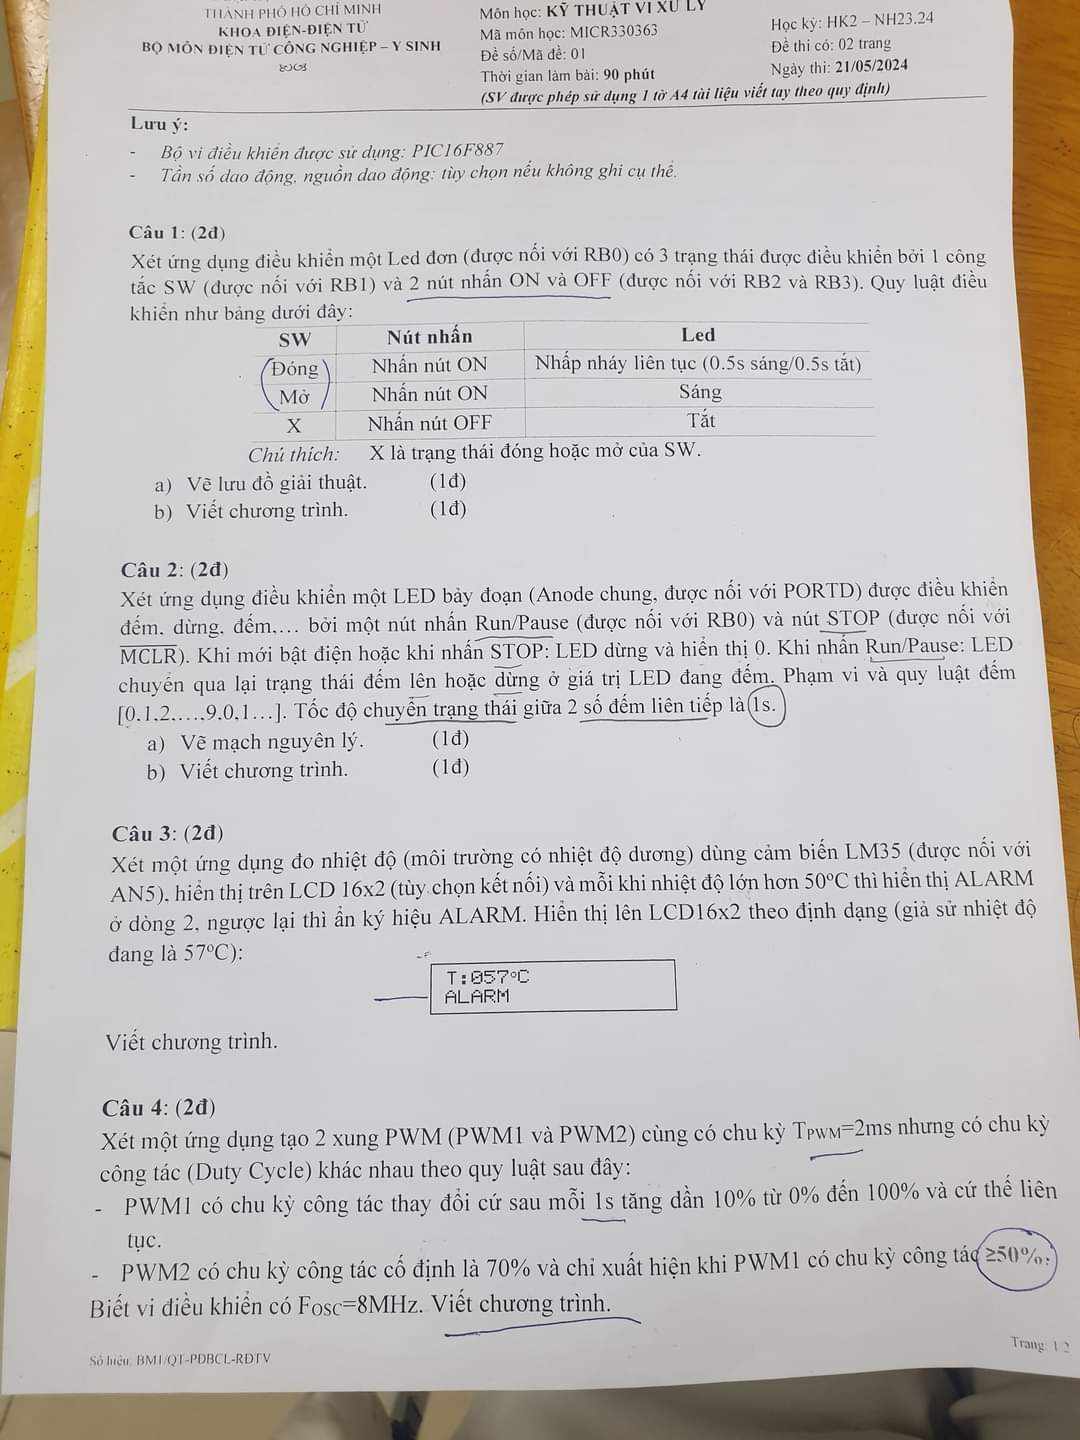 THÀNH PHỐ HỒ CHÍ MINH
KHOA ĐIỆN-ĐIỆN TỬ
BỘ MÔN ĐIỆN TỬ CÔNG NGHIỆP – Y SINH
Môn học: KỸ THUẬT VI XỬ LÝ
Mã môn học: MICR330363
Đề số/Mã đề: 01
Thời gian làm bài: 90 phút
(SV được phép sử dụng 1 tờ A4 tài liệu viết tay theo quy định)
Học kỳ: HK2 – NH23.24
Đề thi có: 02 trang
Ngày thi: 21/05/2024
Lưu ý:
- Bộ vi điều khiển được sử dụng: PIC16F887
- Tần số dao động, nguồn dao động: tùy chọn nếu không ghi cụ thể.
Câu 1: (2đ)
Xét ứng dụng điều khiển một Led đơn (được nối với RB0) có 3 trạng thái được điều khiển bởi 1 công
tắc SW (được nối với RB1) và 2 nút nhấn ON và OFF (được nối với RB2 và RB3). Quy luật điều
khiển như bảng dưới đây:
SW Nút nhấn Led
Đóng Nhấn nút ON Nhấp nháy liên tục (0.5s sáng/0.5s tắt)
Mở Nhấn nút ON Sáng
X Nhấn nút OFF Tắt
Chú thích: X là trạng thái đóng hoặc mở của SW.
a) Vẽ lưu đồ giải thuật. (1đ)
b) Viết chương trình. (1đ)
Câu 2: (2đ)
Xét ứng dụng điều khiển một LED bảy đoạn (Anode chung, được nối với PORTD) được điều khiển
đếm, dừng, đếm,… bởi một nút nhấn Run/Pause (được nối với RB0) và nút STOP (được nối với
MCLR). Khi mới bật điện hoặc khi nhấn STOP: LED dừng và hiển thị 0. Khi nhấn Run/Pause: LED
chuyển qua lại trạng thái đếm lên hoặc dừng ở giá trị LED đang đếm. Phạm vi và quy luật đếm
[0,1,2,…,9,0,1…]. Tốc độ chuyển trạng thái giữa 2 số đếm liên tiếp là 1s.
a) Vẽ mạch nguyên lý. (1đ)
b) Viết chương trình. (1đ)
Câu 3: (2đ)
Xét một ứng dụng đo nhiệt độ (môi trường có nhiệt độ dương) dùng cảm biến LM35 (được nối với
AN5), hiển thị trên LCD 16x2 (tùy chọn kết nối) và mỗi khi nhiệt độ lớn hơn 50°C thì hiển thị ALARM
ở dòng 2, ngược lại thì ẩn ký hiệu ALARM. Hiển thị lên LCD16x2 theo định dạng (giả sử nhiệt độ
đang là 57°C):
T:057°C
ALARM
Viết chương trình.
Câu 4: (2đ)
Xét một ứng dụng tạo 2 xung PWM (PWM1 và PWM2) cùng có chu kỳ TPWM=2ms nhưng có chu kỳ
công tác (Duty Cycle) khác nhau theo quy luật sau đây:
- PWM1 có chu kỳ công tác thay đổi cứ sau mỗi 1s tăng dần 10% từ 0% đến 100% và cứ thế liên
tục.
- PWM2 có chu kỳ công tác cố định là 70% và chỉ xuất hiện khi PWM1 có chu kỳ công tác ≥50%.
Biết vi điều khiển có FOSC=8MHz. Viết chương trình.
Số hiệu: BM1/QT-PĐBCL-RĐTV
Trang: 1/2